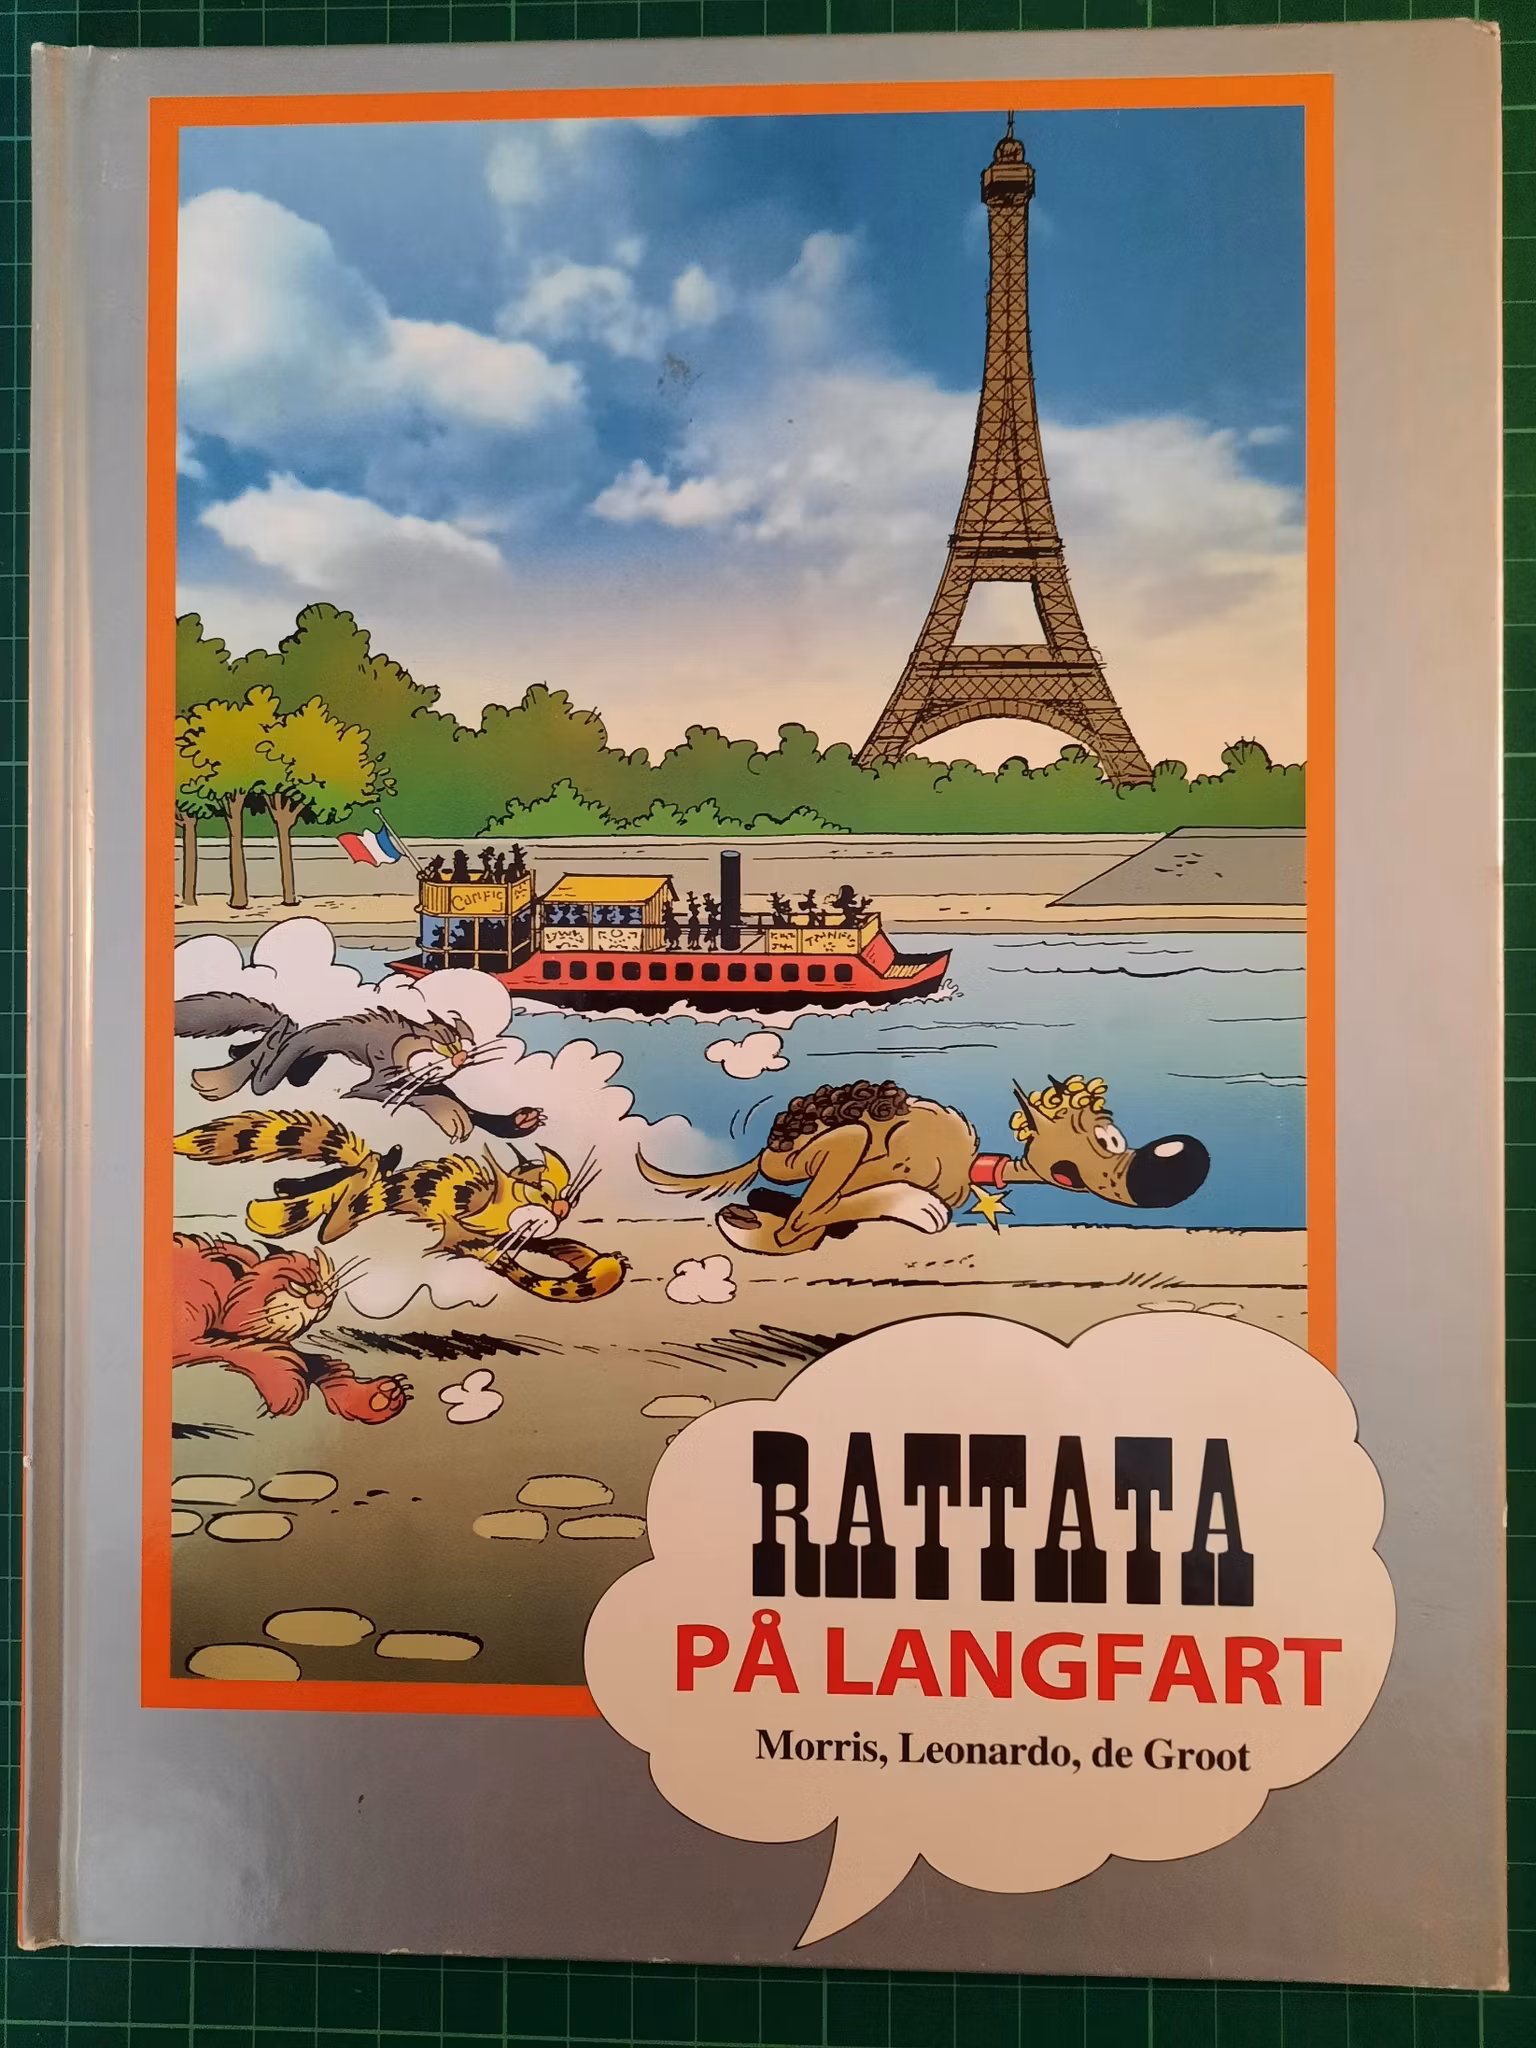 RATTATA
PÅ LANGFART
Morris, Leonardo, de Groot